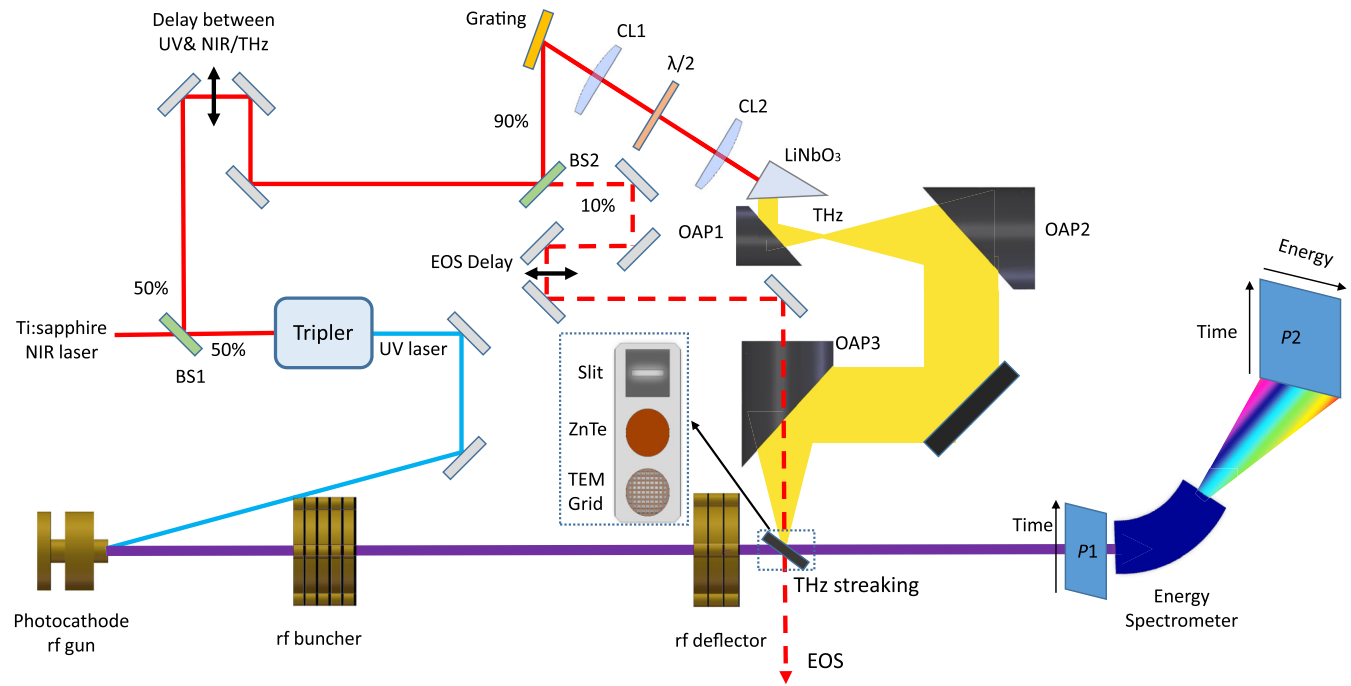 Delay between
UV& NIR/THz
Grating
CL1
λ/2
CL2
90%
BS2
LiNbO₃
10%
THz
OAP1
OAP2
EOS Delay
50%
Ti:sapphire
NIR laser
50%
BS1
Tripler
UV laser
OAP3
Slit
ZnTe
TEM
Grid
Energy
Time
P2
Time
P1
THz streaking
Energy
Spectrometer
Photocathode
rf gun
rf buncher
rf deflector
EOS